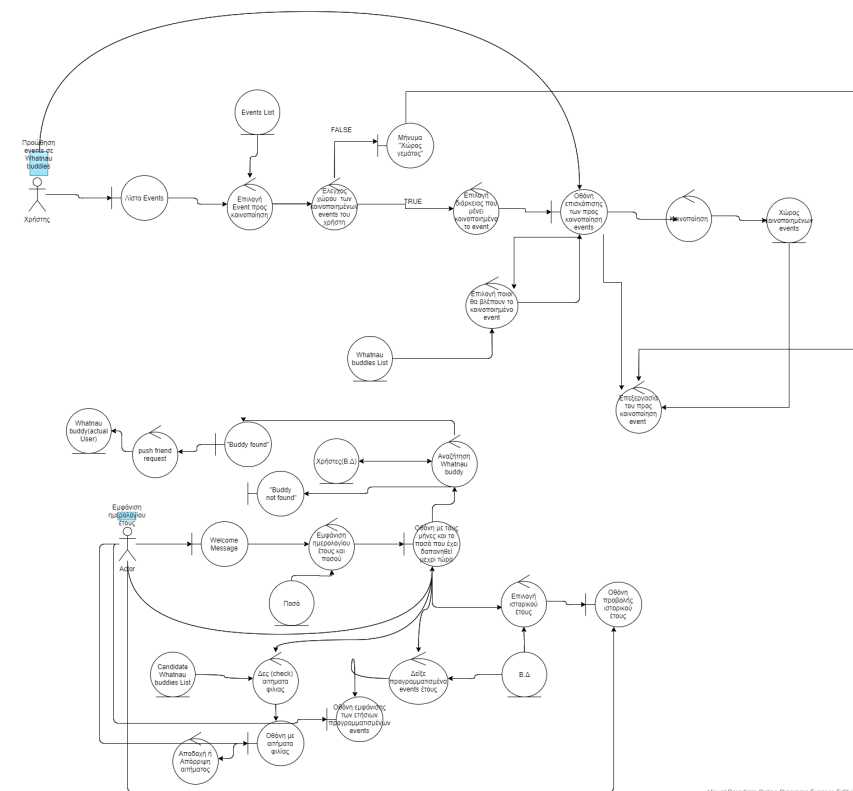 Προώθηση
events σε
Whatnau
buddies
Χρήστης
Λίστα Events
Events List
Επιλογή
Event προς
κοινοποίηση
FALSE
Έλεγχος
χώρου των
κοινοποιημένων
events του
χρήστη
Μήνυμα
"Χώρος
γεμάτος"
TRUE
Επιλογή
διάρκειας που
μένει
κοινοποιημένο
το event
Οθόνη
επισκόπισης
των προς
κοινοποίηση
events
Κοινοποίηση
Χώρος
κοινοποιημένων
events
Επιλογή ποιοι
θα βλέπουν το
κοινοποιημένο
event
Whatnau
buddies List
Επεξεργασία
του προς
κοινοποίηση
event
Whatnau
buddy(actual
User)
push friend
request
"Buddy found"
Χρήστες(Β.Δ)
Αναζήτηση
Whatnau
buddy
"Buddy
not found"
Εμφάνιση
ημερολογίου
έτους
Actor
Welcome
Message
Εμφάνιση
ημερολογίου
έτους και
ποσού
Οθόνη με τους
μήνες και το
ποσό που έχει
δαπανηθεί
μεχρι τώρα
Ποσό
Επιλογή
ιστορικού
έτους
Οθόνη
προβολής
ιστορικού
έτους
Candidate
Whatnau
buddies List
Δες (check)
αιτήματα
φιλιας
Δείξε
προγραμματισμένα
events έτους
Β.Δ
Οθόνη εμφάνισης
των ετήσιων
προγραμματισμένων
events
Οθόνη με
αιτήματα
φιλίας
Αποδοχή ή
Απόρριψη
αιτήματος